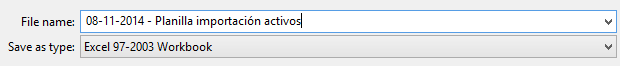 File name: 08-11-2014 - Planilla importación activos
Save as type: Excel 97-2003 Workbook